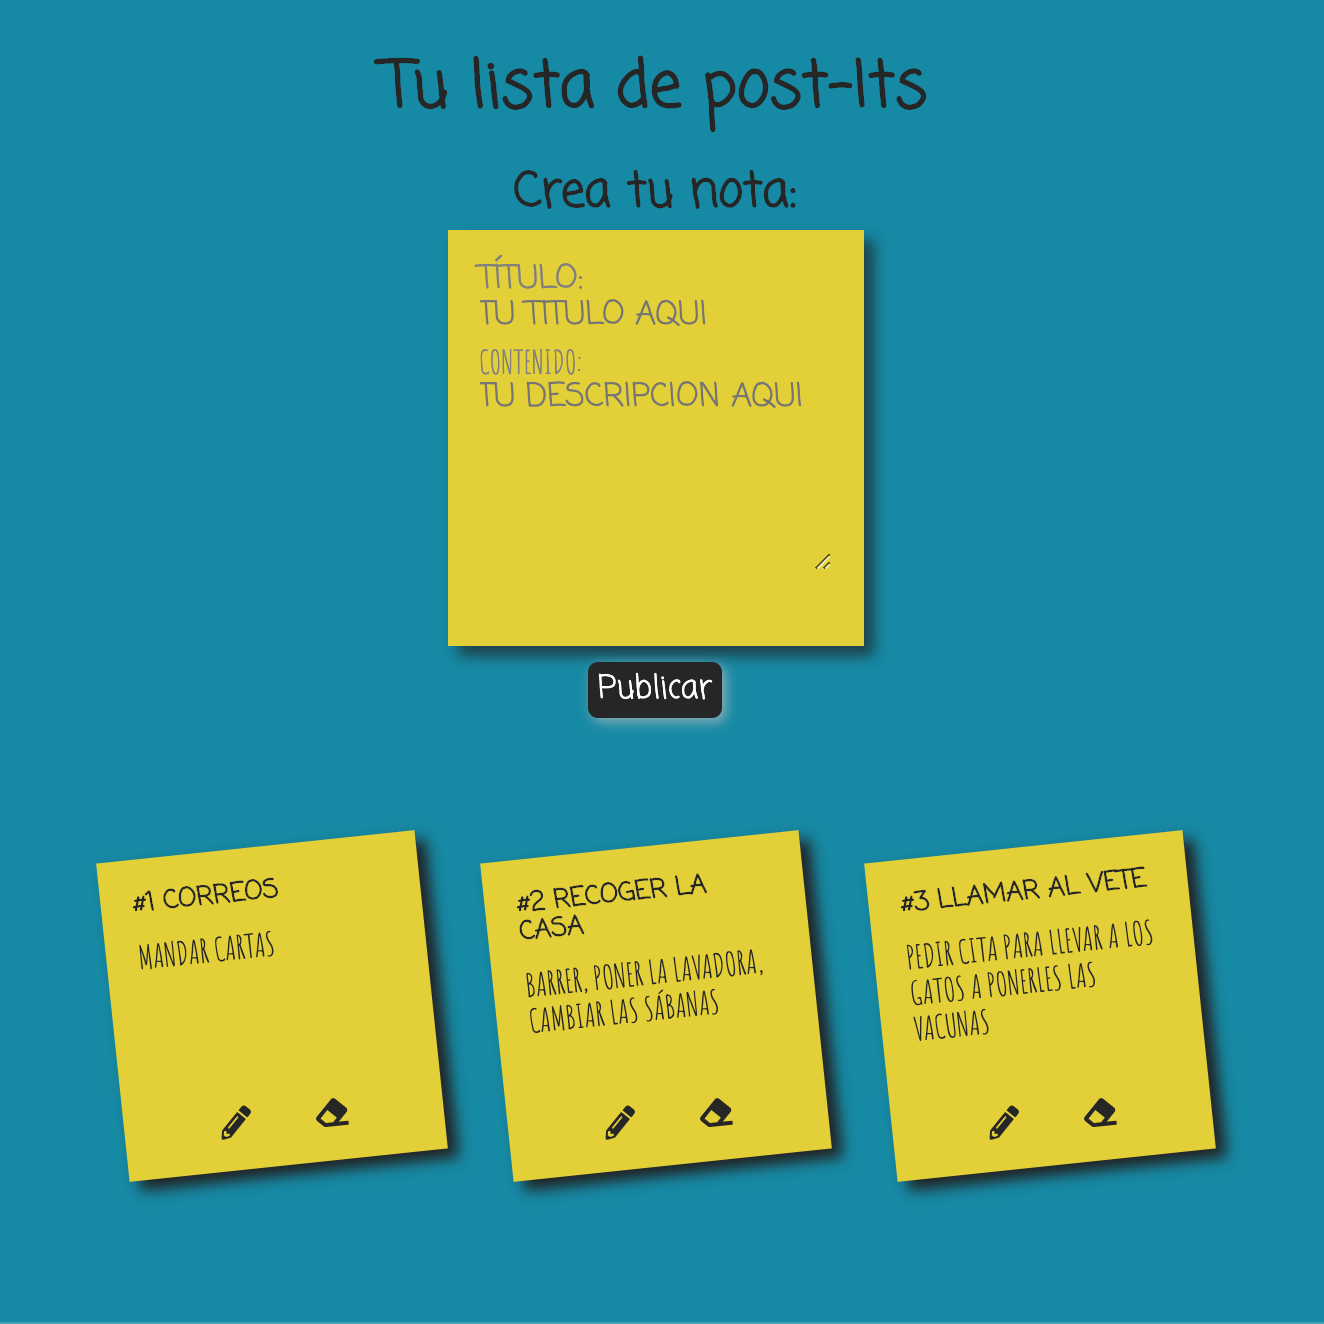 Tu lista de post-Its
Crea tu nota:
TÍTULO:
TU TITULO AQUI
CONTENIDO:
TU DESCRIPCION AQUI
Publicar
#1 CORREOS
MANDAR CARTAS
#2 RECOGER LA
CASA
BARRER, PONER LA LAVADORA,
CAMBIAR LAS SÁBANAS
#3 LLAMAR AL VETE
PEDIR CITA PARA LLEVAR A LOS
GATOS A PONERLES LAS
VACUNAS